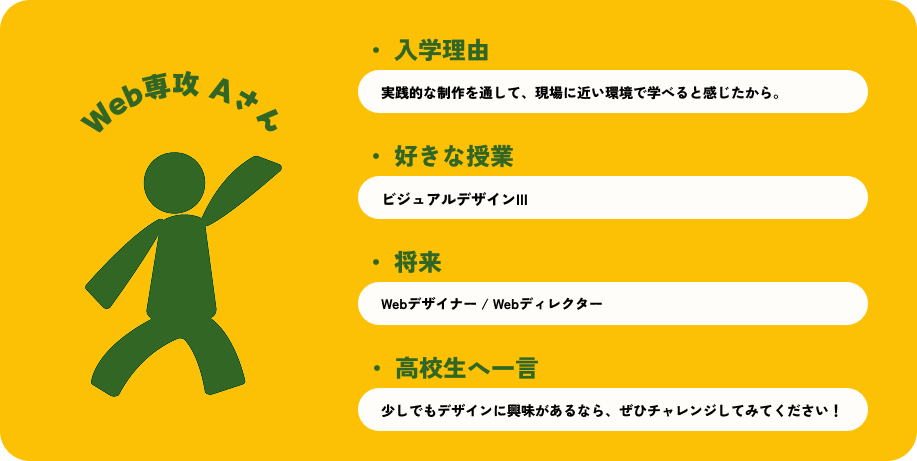 Web専攻 Aさん
・ 入学理由
実践的な制作を通して、現場に近い環境で学べると感じたから。
・ 好きな授業
ビジュアルデザインIII
・ 将来
Webデザイナー / Webディレクター
・ 高校生へ一言
少しでもデザインに興味があるなら、ぜひチャレンジしてみてください！